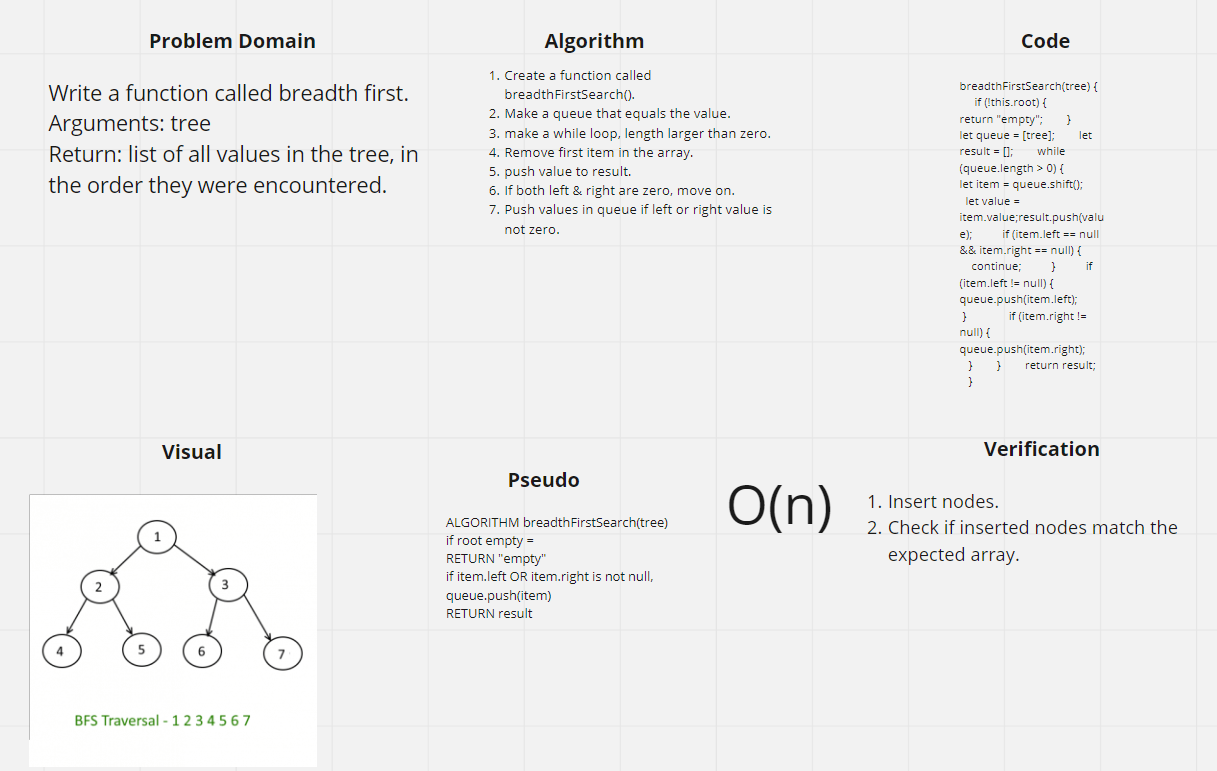 Problem Domain
Write a function called breadth first.
Arguments: tree
Return: list of all values in the tree, in
the order they were encountered.
Algorithm
1. Create a function called
breadthFirstSearch().
2. Make a queue that equals the value.
3. make a while loop, length larger than zero.
4. Remove first item in the array.
5. push value to result.
6. If both left & right are zero, move on.
7. Push values in queue if left or right value is
not zero.
Code
breadthFirstSearch(tree) {
if (!this.root) {
return "empty"; }
let queue = [tree]; let
result = []; while
(queue.length > 0) {
let item = queue.shift();
let value =
item.value;result.push(valu
e); if (item.left == null
&& item.right == null) {
continue; } if
(item.left != null) {
queue.push(item.left);
} if (item.right !=
null) {
queue.push(item.right);
} } return result;
}
Visual
1
2
3
4
5
6
7
BFS Traversal - 1 2 3 4 5 6 7
Pseudo
ALGORITHM breadthFirstSearch(tree)
if root empty =
RETURN "empty"
if item.left OR item.right is not null,
queue.push(item)
RETURN result
O(n)
Verification
1. Insert nodes.
2. Check if inserted nodes match the
expected array.